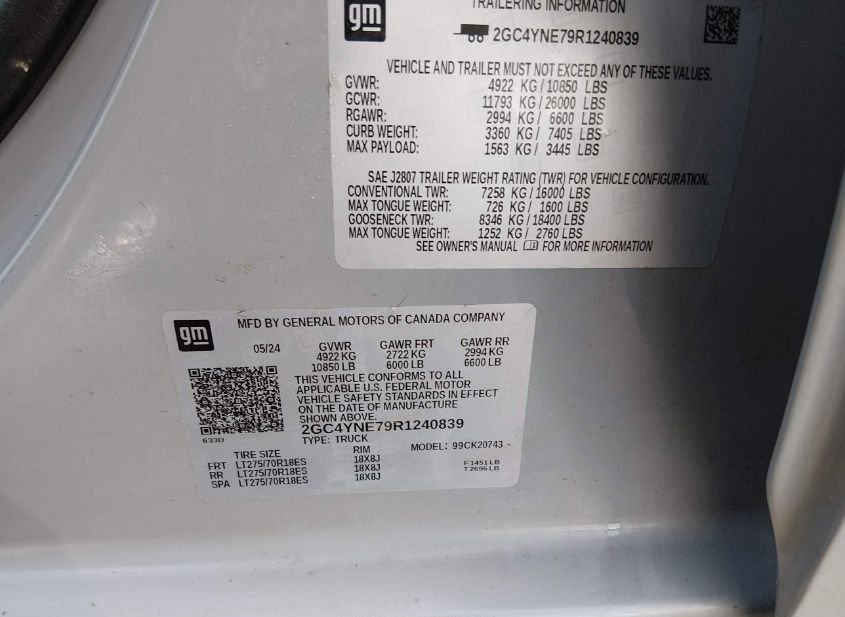 TRAILERING INFORMATION
gm
2GC4YNE79R1240839
VEHICLE AND TRAILER MUST NOT EXCEED ANY OF THESE VALUES.
GVWR: 4922 KG / 10850 LBS
GCWR: 11793 KG / 26000 LBS
RGAWR: 2994 KG / 6600 LBS
CURB WEIGHT: 3360 KG / 7405 LBS
MAX PAYLOAD: 1563 KG / 3445 LBS
SAE J2807 TRAILER WEIGHT RATING (TWR) FOR VEHICLE CONFIGURATION.
CONVENTIONAL TWR: 7258 KG / 16000 LBS
MAX TONGUE WEIGHT: 726 KG / 1600 LBS
GOOSENECK TWR: 8346 KG / 18400 LBS
MAX TONGUE WEIGHT: 1252 KG / 2760 LBS
SEE OWNER'S MANUAL FOR MORE INFORMATION
gm
MFD BY GENERAL MOTORS OF CANADA COMPANY
05/24 GVWR GAWR FRT GAWR RR
4922 KG 2722 KG 2994 KG
10850 LB 6000 LB 6600 LB
THIS VEHICLE CONFORMS TO ALL
APPLICABLE U.S. FEDERAL MOTOR
VEHICLE SAFETY STANDARDS IN EFFECT
ON THE DATE OF MANUFACTURE
SHOWN ABOVE.
2GC4YNE79R1240839
633D TYPE: TRUCK
TIRE SIZE RIM MODEL: 99CK20743 -
FRT LT275/70R18ES 18X8J F 1451 LB
RR LT275/70R18ES 18X8J T 2696 LB
SPA LT275/70R18ES 18X8J